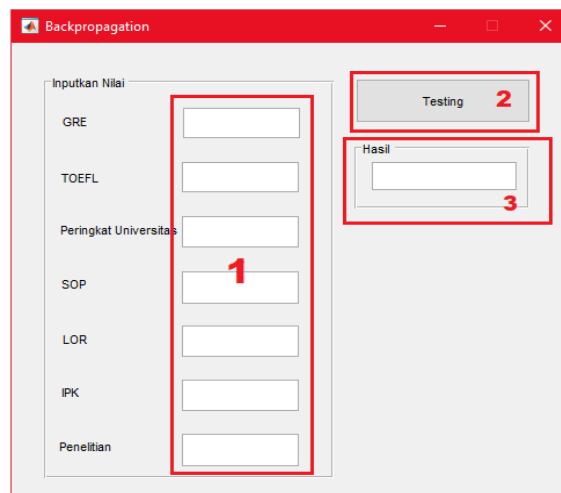 Backpropagation
Inputkan Nilai
GRE
TOEFL
Peringkat Universitas
SOP
LOR
IPK
Penelitian
1
Testing
2
Hasil
3